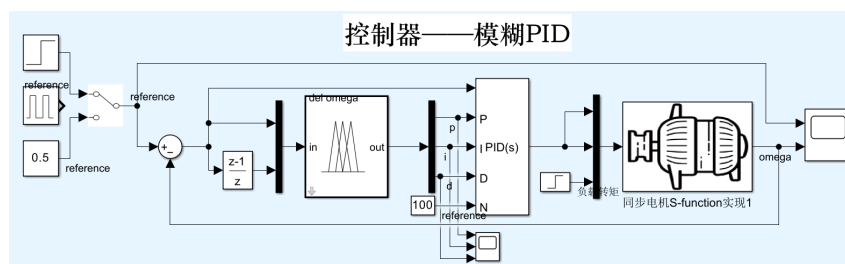 控制器——模糊PID
reference
reference
0.5
reference
+
−
z-1
z
del omega
in
out
p
i
d
100
reference
P
I
PID(s)
D
N
负载转矩
omega
同步电机S-function实现1